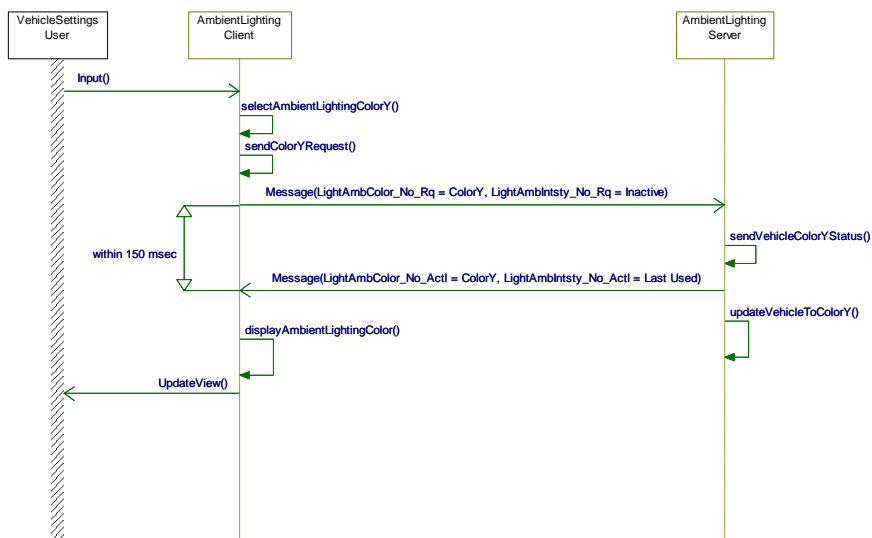 VehicleSettings
User
AmbientLighting
Client
AmbientLighting
Server
Input()
selectAmbientLightingColorY()
sendColorYRequest()
Message(LightAmbColor_No_Rq = ColorY, LightAmbIntsty_No_Rq = Inactive)
sendVehicleColorYStatus()
within 150 msec
Message(LightAmbColor_No_Actl = ColorY, LightAmbIntsty_No_Actl = Last Used)
updateVehicleToColorY()
displayAmbientLightingColor()
UpdateView()